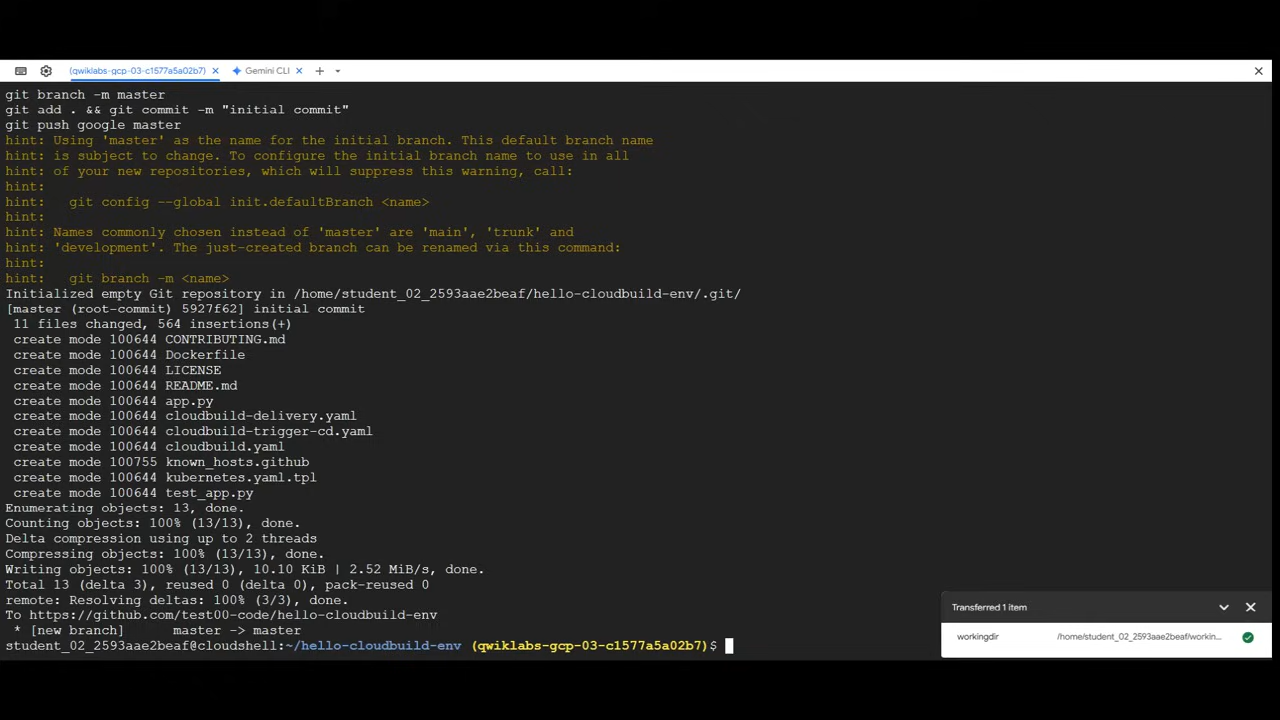 (qwiklabs-gcp-03-c1577a5a02b7) × Gemini CLI × +
git branch -m master
git add . && git commit -m "initial commit"
git push google master
hint: Using 'master' as the name for the initial branch. This default branch name
hint: is subject to change. To configure the initial branch name to use in all
hint: of your new repositories, which will suppress this warning, call:
hint:
hint:   git config --global init.defaultBranch <name>
hint:
hint: Names commonly chosen instead of 'master' are 'main', 'trunk' and
hint: 'development'. The just-created branch can be renamed via this command:
hint:
hint:   git branch -m <name>
Initialized empty Git repository in /home/student_02_2593aae2beaf/hello-cloudbuild-env/.git/
[master (root-commit) 5927f62] initial commit
 11 files changed, 564 insertions(+)
 create mode 100644 CONTRIBUTING.md
 create mode 100644 Dockerfile
 create mode 100644 LICENSE
 create mode 100644 README.md
 create mode 100644 app.py
 create mode 100644 cloudbuild-delivery.yaml
 create mode 100644 cloudbuild-trigger-cd.yaml
 create mode 100644 cloudbuild.yaml
 create mode 100755 known_hosts.github
 create mode 100644 kubernetes.yaml.tpl
 create mode 100644 test_app.py
Enumerating objects: 13, done.
Counting objects: 100% (13/13), done.
Delta compression using up to 2 threads
Compressing objects: 100% (13/13), done.
Writing objects: 100% (13/13), 10.10 KiB | 2.52 MiB/s, done.
Total 13 (delta 3), reused 0 (delta 0), pack-reused 0
remote: Resolving deltas: 100% (3/3), done.
To https://github.com/test00-code/hello-cloudbuild-env
 * [new branch]      master -> master
student_02_2593aae2beaf@cloudshell:~/hello-cloudbuild-env (qwiklabs-gcp-03-c1577a5a02b7)$
Transferred 1 item
workingdir /home/student_02_2593aae2beaf/workin...